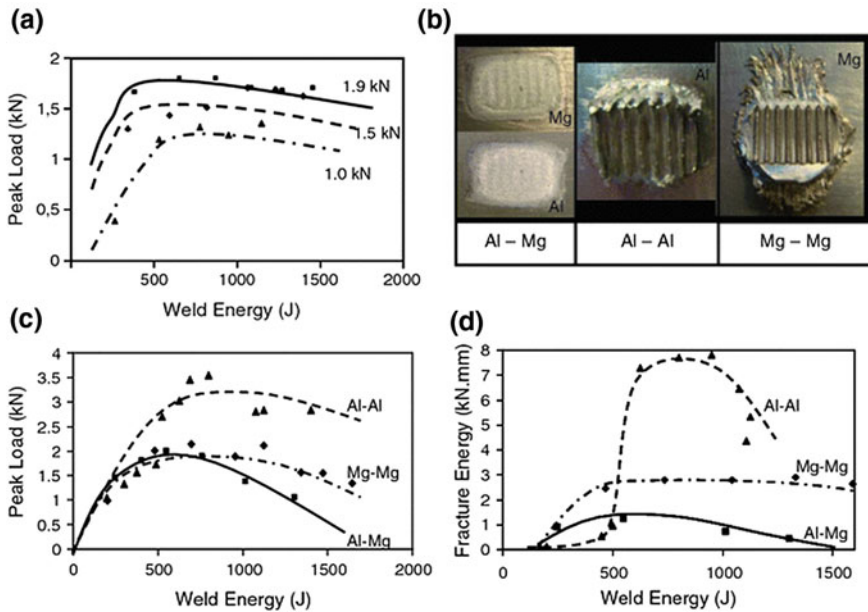 (a)
Peak Load (kN)
2
1.5
1
0,5
0
1.9 kN
1.5 kN
1.0 kN
0 500 1000 1500 2000
Weld Energy (J)
(b)
Mg
Al
Al
Mg
Al – Mg
Al – Al
Mg – Mg
(c)
Peak Load (kN)
4
3.5
3
2.5
2
1.5
1
0.5
0
Al-Al
Mg-Mg
Al-Mg
0 500 1000 1500 2000
Weld Energy (J)
(d)
Fracture Energy (kN.mm)
8
7
6
5
4
3
2
1
0
Al-Al
Mg-Mg
Al-Mg
0 500 1000 1500
Weld Energy (J)